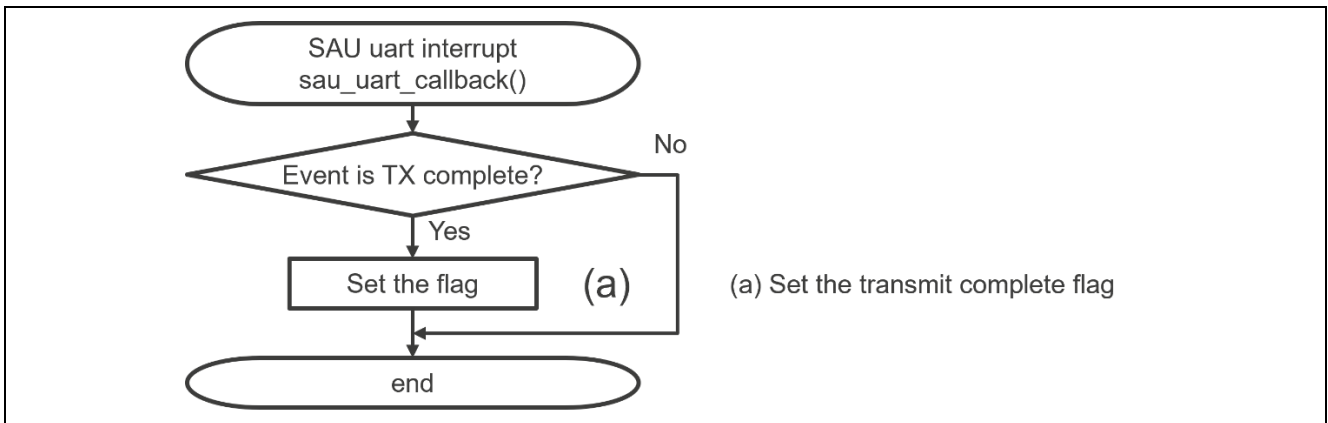 SAU uart interrupt
sau_uart_callback()
No
Event is TX complete?
Yes
Set the flag
(a)
(a) Set the transmit complete flag
end